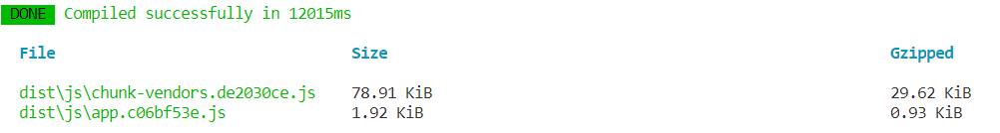 DONE Compiled successfully in 12015ms
File Size Gzipped
dist\js\chunk-vendors.de2030ce.js 78.91 KiB 29.62 KiB
dist\js\app.c06bf53e.js 1.92 KiB 0.93 KiB